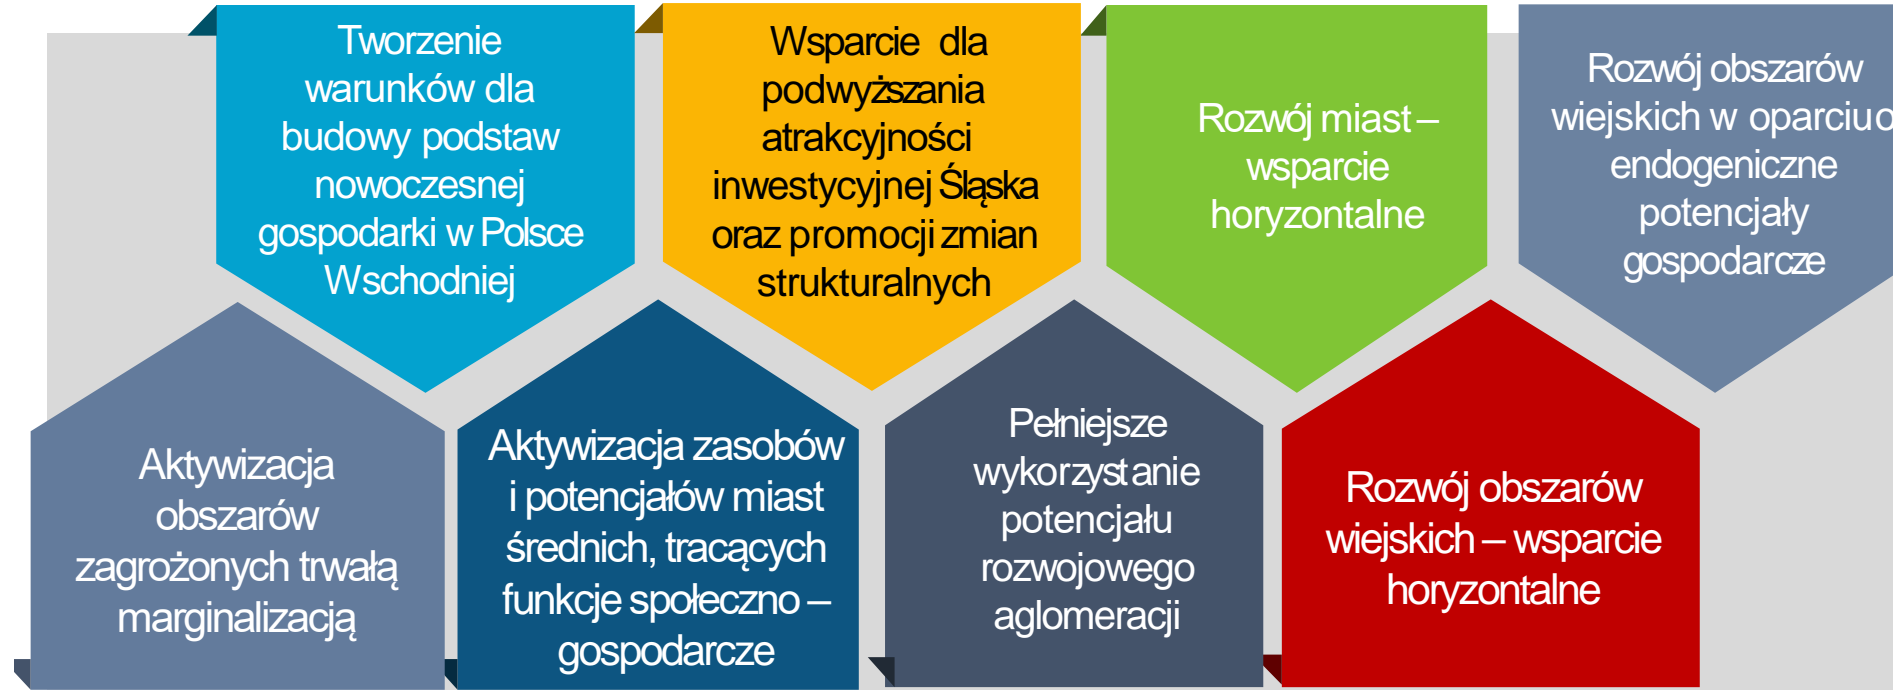 Tworzenie
warunków dla
budowy podstaw
nowoczesnej
gospodarki w Polsce
Wschodniej
Wsparcie dla
podwyższania
atrakcyjności
inwestycyjnej Śląska
oraz promocji zmian
strukturalnych
Rozwój miast –
wsparcie
horyzontalne
Rozwój obszarów
wiejskich w oparciuo
endogeniczne
potencjały
gospodarcze
Aktywizacja
obszarów
zagrożonych trwałą
marginalizacją
Aktywizacja zasobów
i potencjałów miast
średnich, tracących
funkcje społeczno –
gospodarcze
Pełniejsze
wykorzystanie
potencjału
rozwojowego
aglomeracji
Rozwój obszarów
wiejskich – wsparcie
horyzontalne